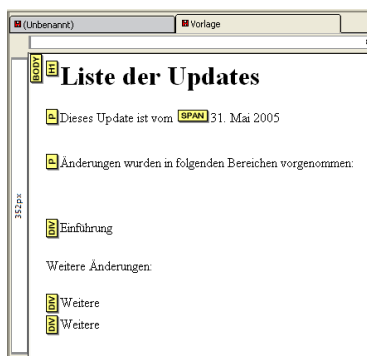 (Unbenannt)
Vorlage
BODY
H1 Liste der Updates
P Dieses Update ist vom SPAN 31. Mai 2005
P Änderungen wurden in folgenden Bereichen vorgenommen:
352px
DIV Einführung
Weitere Änderungen:
DIV Weitere
DIV Weitere